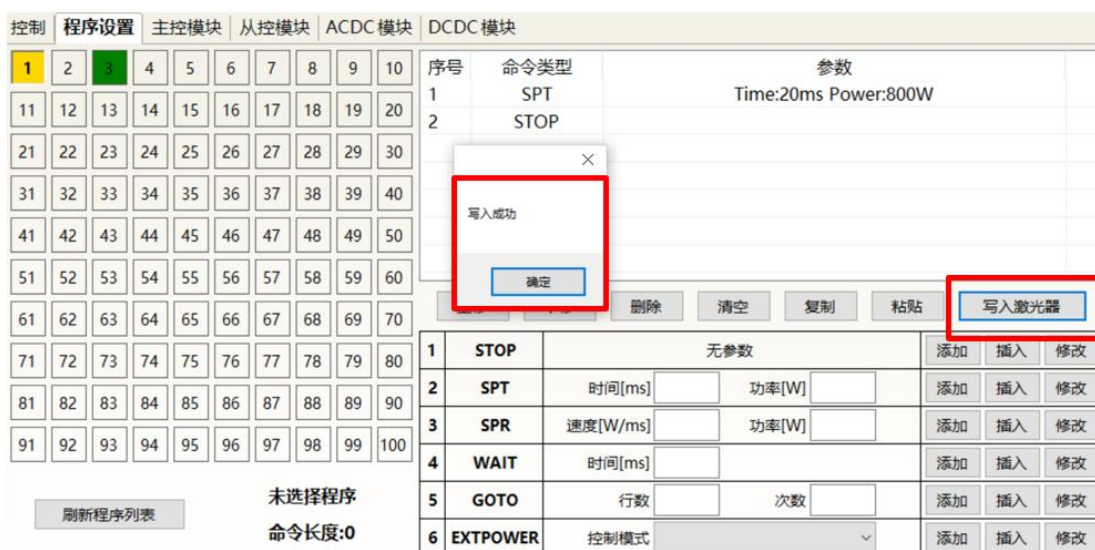 控制 程序设置 主控模块 从控模块 ACDC模块 DCDC模块
1 2 3 4 5 6 7 8 9 10
11 12 13 14 15 16 17 18 19 20
21 22 23 24 25 26 27 28 29 30
31 32 33 34 35 36 37 38 39 40
41 42 43 44 45 46 47 48 49 50
51 52 53 54 55 56 57 58 59 60
61 62 63 64 65 66 67 68 69 70
71 72 73 74 75 76 77 78 79 80
81 82 83 84 85 86 87 88 89 90
91 92 93 94 95 96 97 98 99 100
刷新程序列表
未选择程序
命令长度:0
序号 命令类型 参数
1 SPT Time:20ms Power:800W
2 STOP
写入成功
确定
删除 清空 复制 粘贴 写入激光器
1 STOP 无参数 添加 插入 修改
2 SPT 时间[ms] 功率[W] 添加 插入 修改
3 SPR 速度[W/ms] 功率[W] 添加 插入 修改
4 WAIT 时间[ms] 添加 插入 修改
5 GOTO 行数 次数 添加 插入 修改
6 EXTPOWER 控制模式 添加 插入 修改